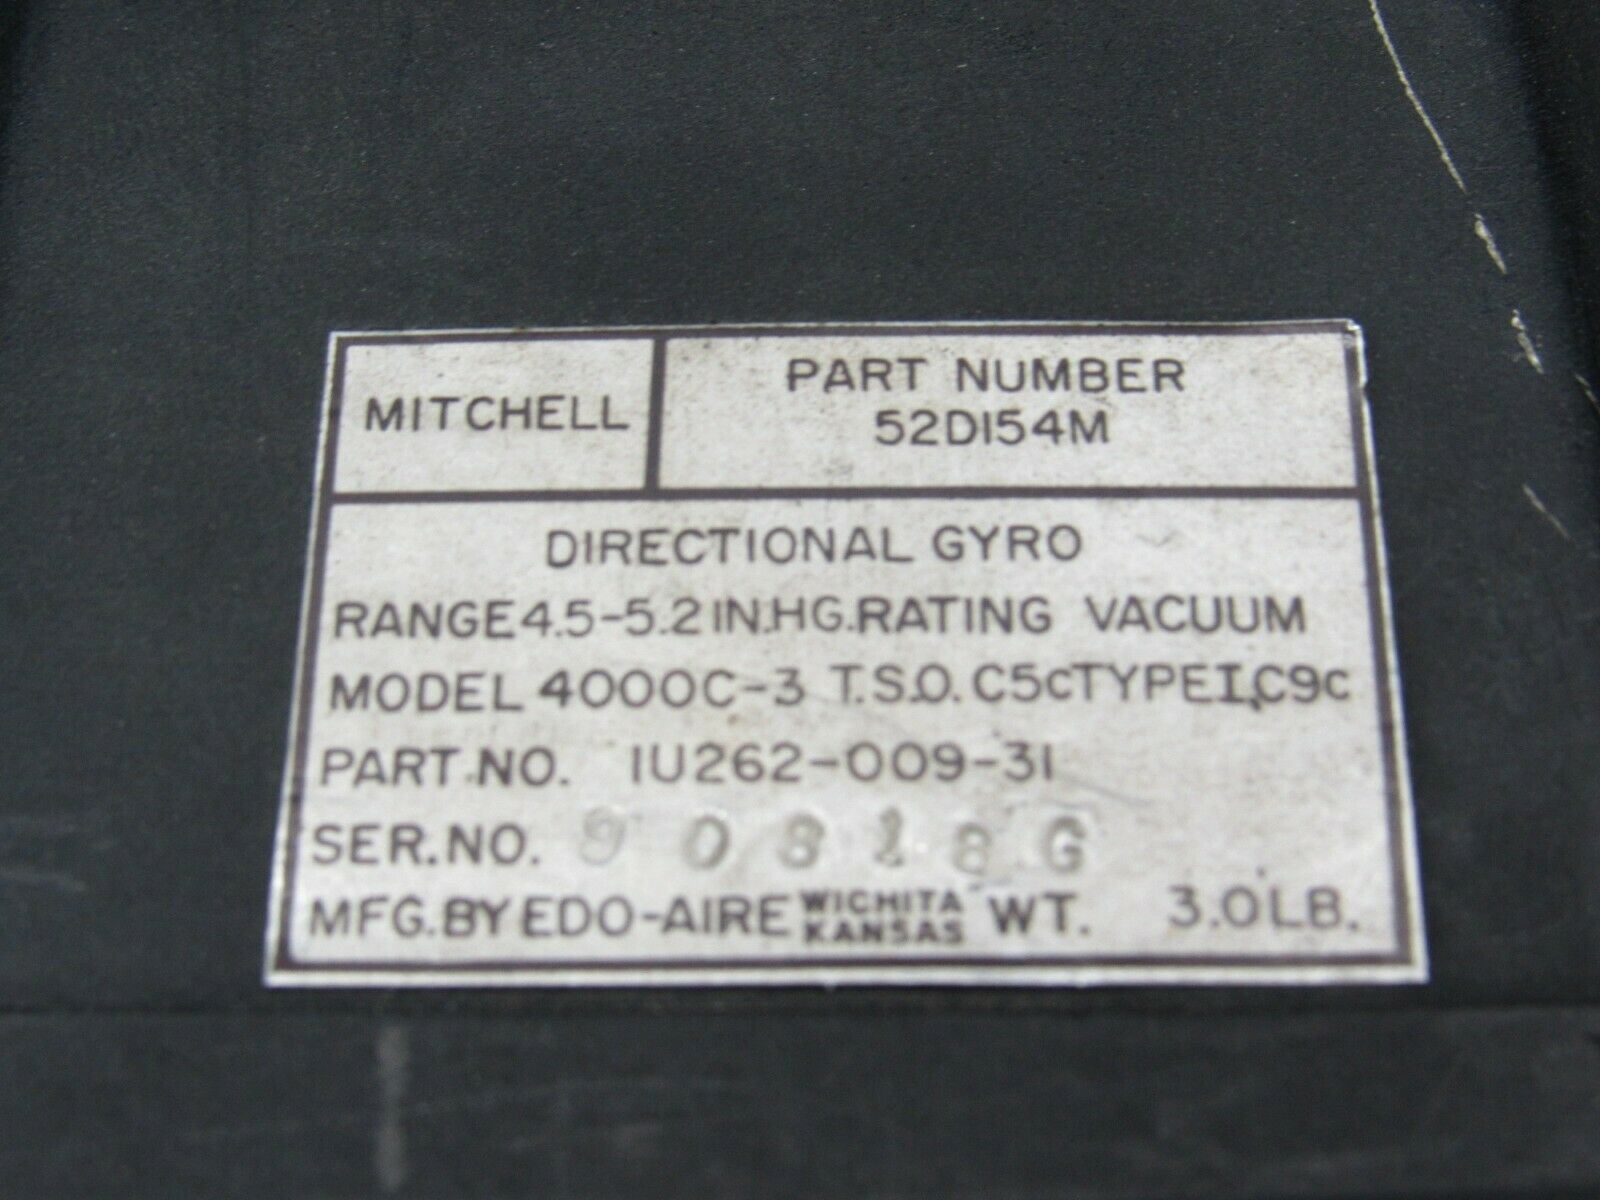 MITCHELL
PART NUMBER
52D154M
DIRECTIONAL GYRO
RANGE 4.5-5.2 IN.HG. RATING VACUUM
MODEL 4000C-3 T.S.O. C5c TYPE I, C9c
PART NO. 1U262-009-31
SER. NO.
MFG. BY EDO-AIRE WICHITA KANSAS WT. 3.0 LB.